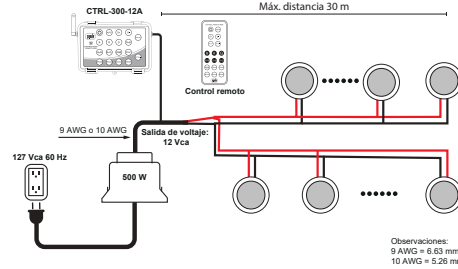 CTRL-300-12A
Máx. distancia 30 m
Control remoto
9 AWG o 10 AWG
Salida de voltaje:
12 Vca
127 Vca 60 Hz
500 W
Observaciones:
9 AWG = 6.63 mm
10 AWG = 5.26 m